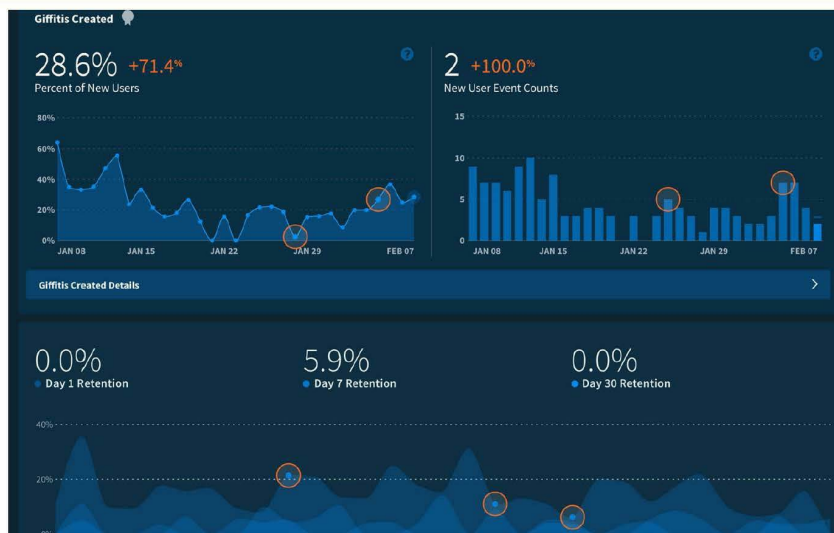 Giffitis Created
28.6% +71.4%
Percent of New Users
?
80%
60%
40%
20%
0%
JAN 08 JAN 15 JAN 22 JAN 29 FEB 07
2 +100.0%
New User Event Counts
?
15
10
5
0
JAN 08 JAN 15 JAN 22 JAN 29 FEB 07
Giffitis Created Details
0.0%
Day 1 Retention
5.9%
Day 7 Retention
0.0%
Day 30 Retention
40%
20%
0%